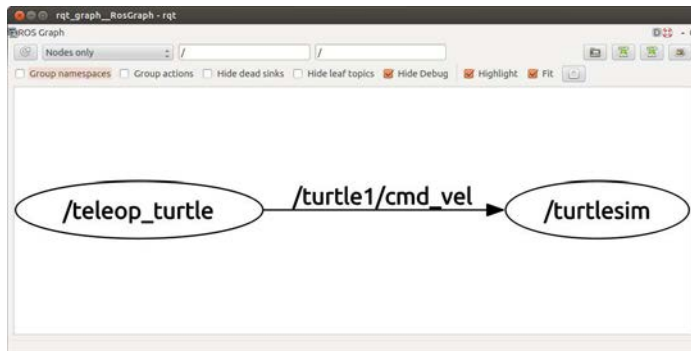 rqt_graph__RosGraph - rqt
ROS Graph
Nodes only / /
Group namespaces Group actions Hide dead sinks Hide leaf topics Hide Debug Highlight Fit
/teleop_turtle /turtle1/cmd_vel /turtlesim